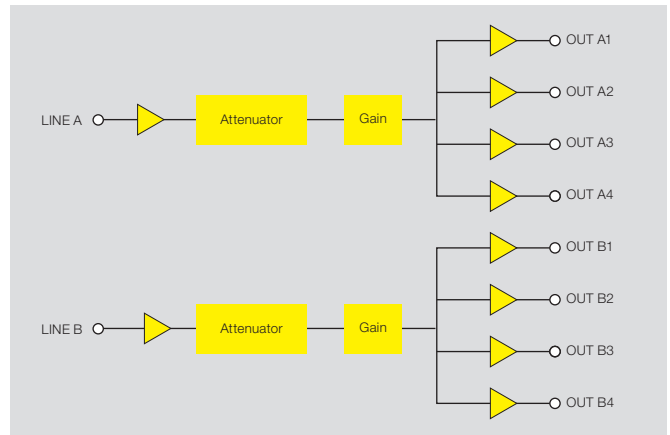 OUT A1
OUT A2
LINE A
Attenuator
Gain
OUT A3
OUT A4
OUT B1
OUT B2
LINE B
Attenuator
Gain
OUT B3
OUT B4